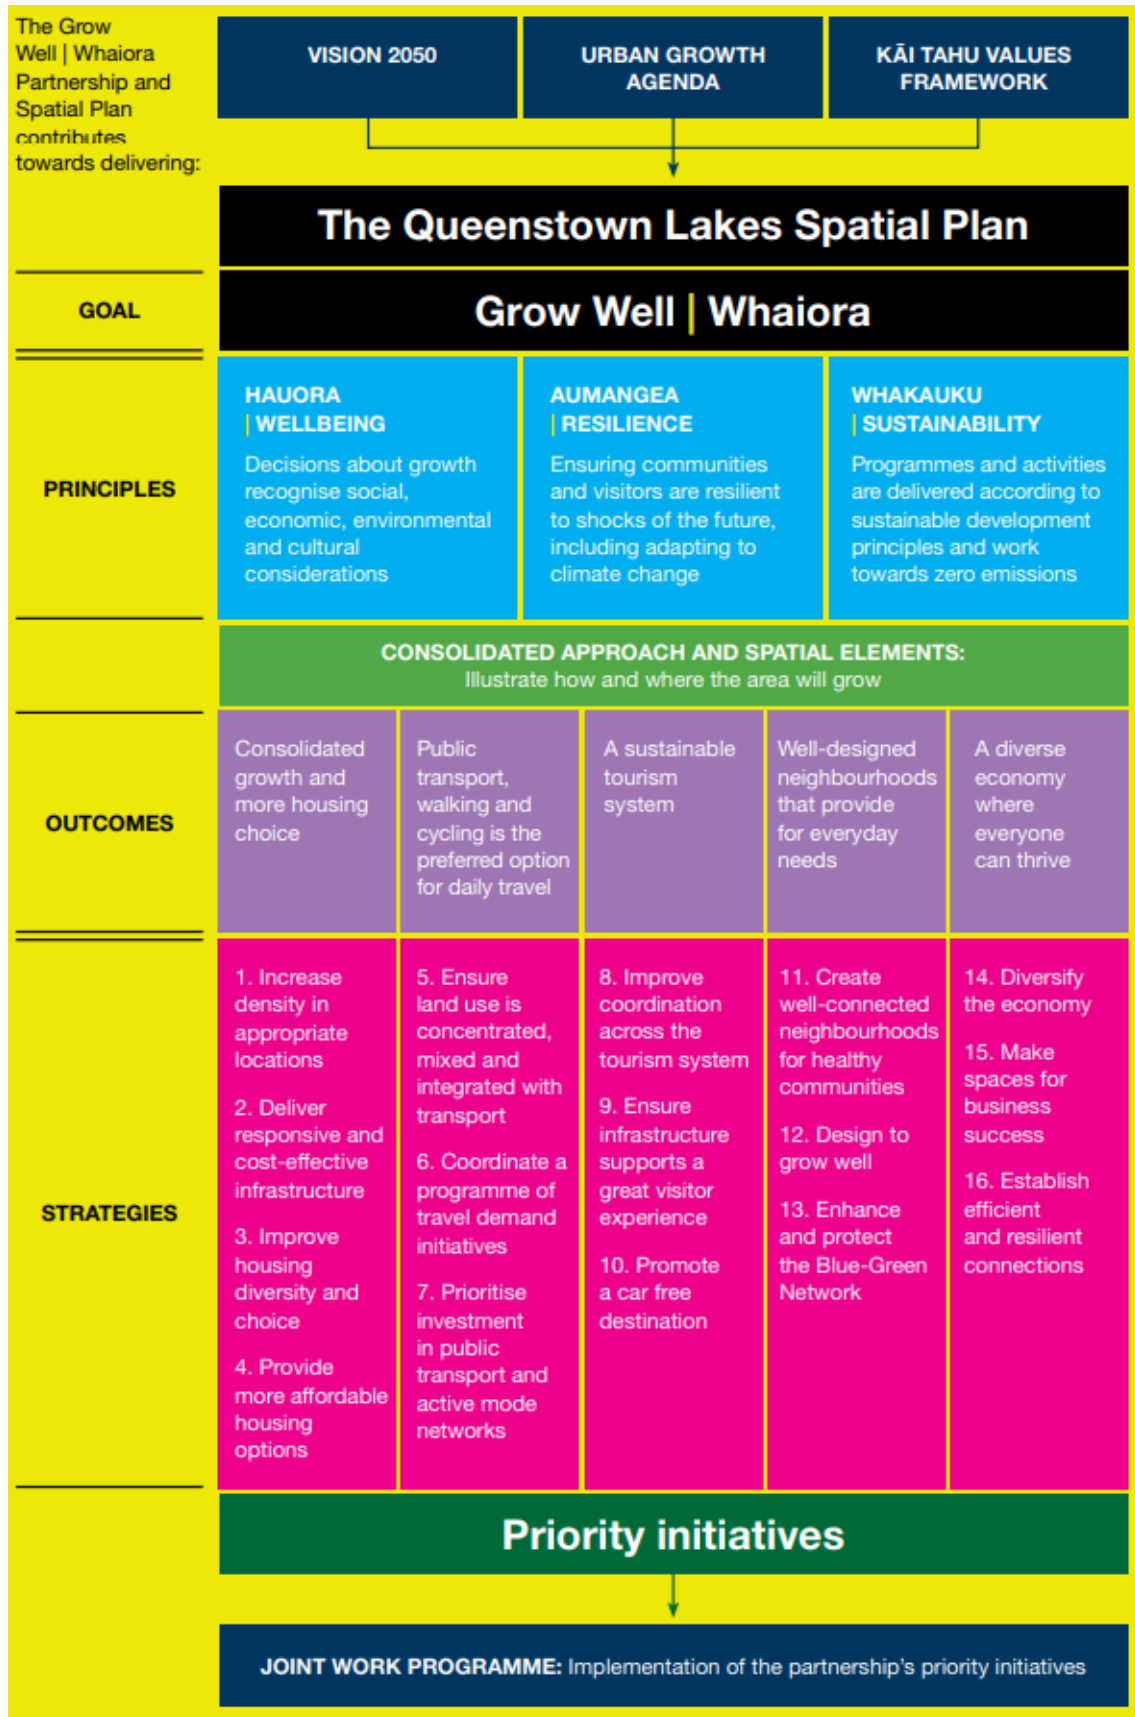 The Grow
Well | Whaiora
Partnership and
Spatial Plan
contributes
towards delivering:
VISION 2050
URBAN GROWTH
AGENDA
KĀI TAHU VALUES
FRAMEWORK
The Queenstown Lakes Spatial Plan
GOAL
Grow Well | Whaiora
PRINCIPLES
HAUORA
| WELLBEING
Decisions about growth
recognise social,
economic, environmental
and cultural
considerations
AUMANGEA
| RESILIENCE
Ensuring communities
and visitors are resilient
to shocks of the future,
including adapting to
climate change
WHAKAUKU
| SUSTAINABILITY
Programmes and activities
are delivered according to
sustainable development
principles and work
towards zero emissions
CONSOLIDATED APPROACH AND SPATIAL ELEMENTS:
Illustrate how and where the area will grow
OUTCOMES
Consolidated
growth and
more housing
choice
Public
transport,
walking and
cycling is the
preferred option
for daily travel
A sustainable
tourism
system
Well-designed
neighbourhoods
that provide
for everyday
needs
A diverse
economy
where
everyone
can thrive
STRATEGIES
1. Increase
density in
appropriate
locations
2. Deliver
responsive and
cost-effective
infrastructure
3. Improve
housing
diversity and
choice
4. Provide
more affordable
housing
options
5. Ensure
land use is
concentrated,
mixed and
integrated with
transport
6. Coordinate a
programme of
travel demand
initiatives
7. Prioritise
investment
in public
transport and
active mode
networks
8. Improve
coordination
across the
tourism system
9. Ensure
infrastructure
supports a
great visitor
experience
10. Promote
a car free
destination
11. Create
well-connected
neighbourhoods
for healthy
communities
12. Design to
grow well
13. Enhance
and protect
the Blue-Green
Network
14. Diversify
the economy
15. Make
spaces for
business
success
16. Establish
efficient
and resilient
connections
Priority initiatives
JOINT WORK PROGRAMME: Implementation of the partnership's priority initiatives